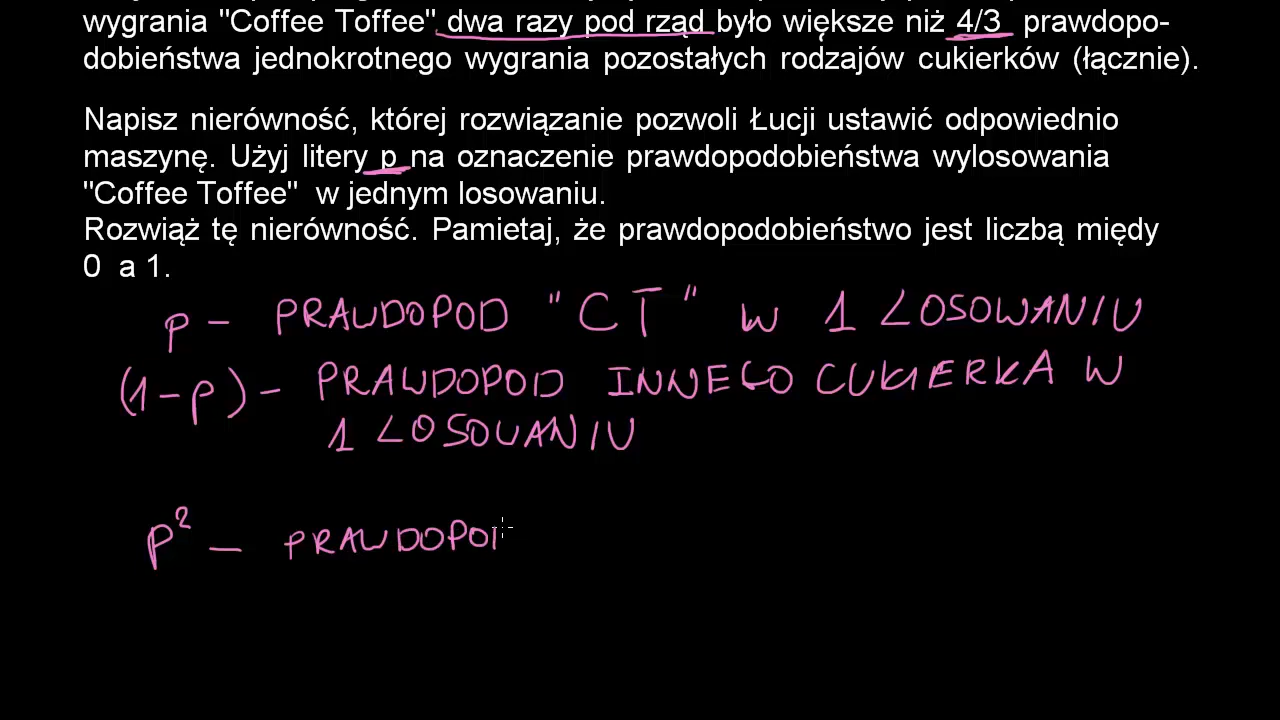 wygrania "Coffee Toffee" dwa razy pod rząd było większe niż 4/3 prawdopo-
dobieństwa jednokrotnego wygrania pozostałych rodzajów cukierków (łącznie).
Napisz nierówność, której rozwiązanie pozwoli Łucji ustawić odpowiednio
maszynę. Użyj litery p na oznaczenie prawdopodobieństwa wylosowania
"Coffee Toffee" w jednym losowaniu.
Rozwiąż tę nierówność. Pamietaj, że prawdopodobieństwo jest liczbą między
0 a 1.
p - PRAWDOPOD "CT" W 1 LOSOWANIU
(1-p) - PRAWDOPOD INNEGO CUKIERKA W
1 LOSOWANIU
p² - PRAWDOPO